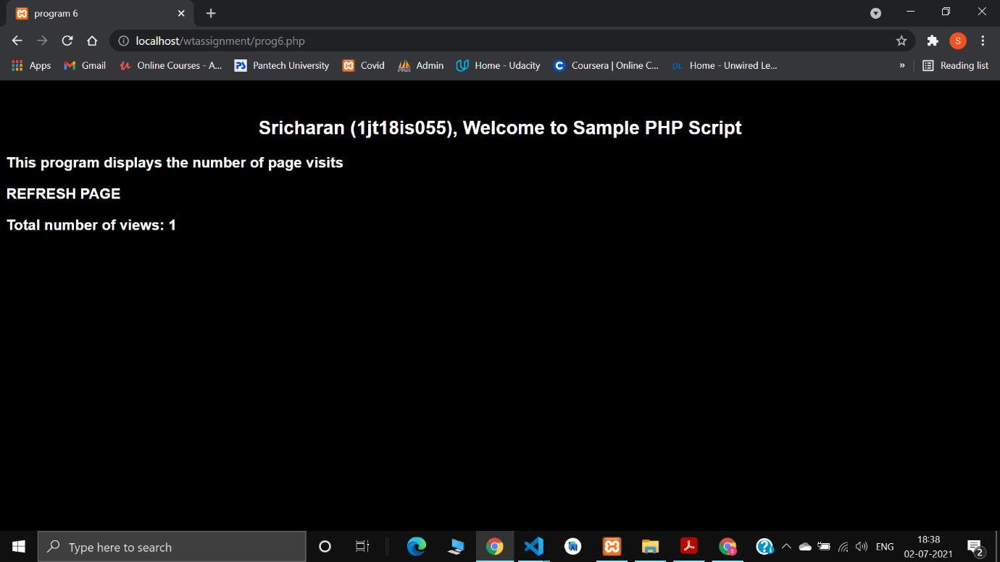 program 6
localhost/wtassignment/prog6.php
S
Apps Gmail Online Courses - A... Pantech University Covid Admin Home - Udacity Coursera | Online C... Home - Unwired Le... » Reading list
Sricharan (1jt18is055), Welcome to Sample PHP Script
This program displays the number of page visits
REFRESH PAGE
Total number of views: 1
Type here to search
ENG
18:38
02-07-2021
2